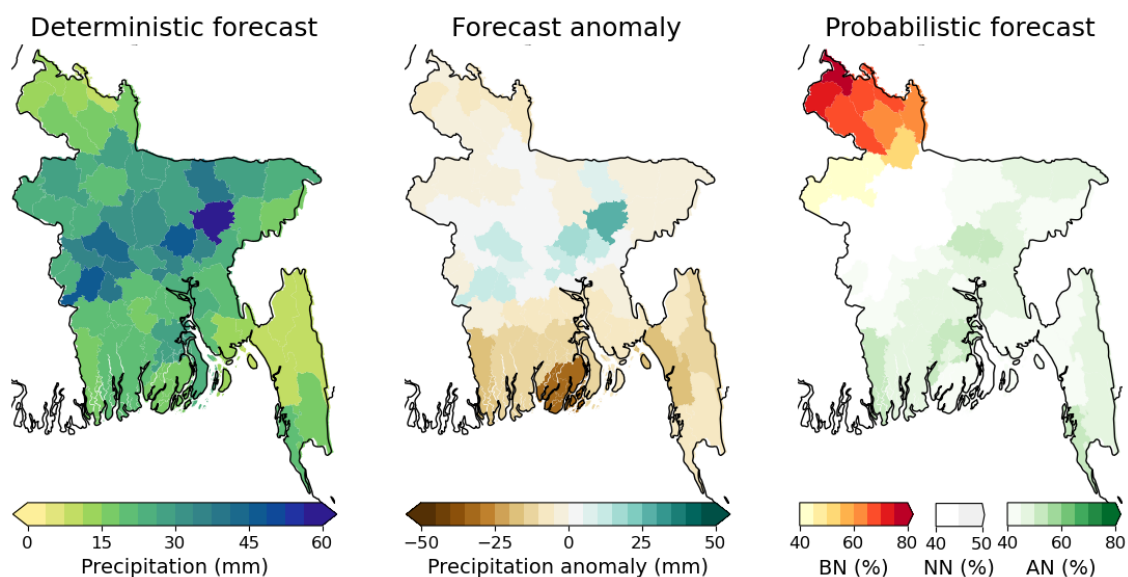 Deterministic forecast
Forecast anomaly
Probabilistic forecast
0 15 30 45 60
Precipitation (mm)
−50 −25 0 25 50
Precipitation anomaly (mm)
40 60 80
BN (%)
40 50
NN (%)
40 60 80
AN (%)